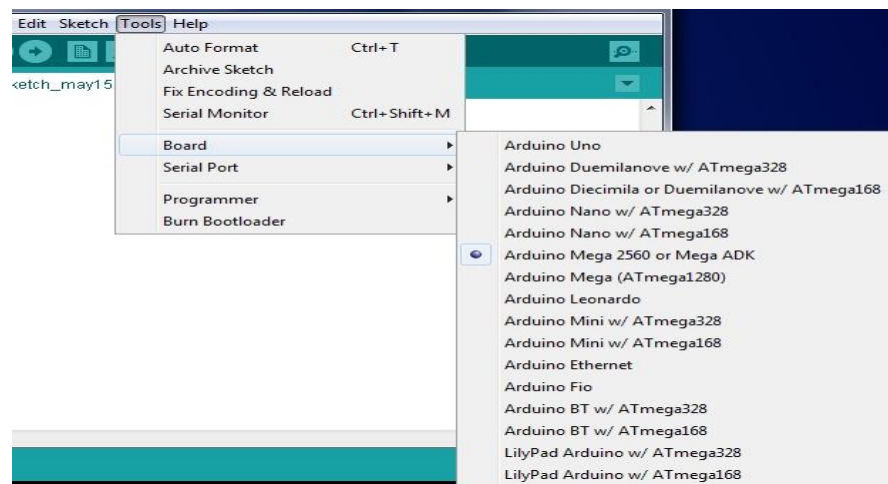 Edit Sketch Tools Help
Auto Format Ctrl+T
Archive Sketch
Fix Encoding & Reload
Serial Monitor Ctrl+Shift+M
Board
Serial Port
Programmer
Burn Bootloader
ketch_may15
Arduino Uno
Arduino Duemilanove w/ ATmega328
Arduino Diecimila or Duemilanove w/ ATmega168
Arduino Nano w/ ATmega328
Arduino Nano w/ ATmega168
Arduino Mega 2560 or Mega ADK
Arduino Mega (ATmega1280)
Arduino Leonardo
Arduino Mini w/ ATmega328
Arduino Mini w/ ATmega168
Arduino Ethernet
Arduino Fio
Arduino BT w/ ATmega328
Arduino BT w/ ATmega168
LilyPad Arduino w/ ATmega328
LilyPad Arduino w/ ATmega168